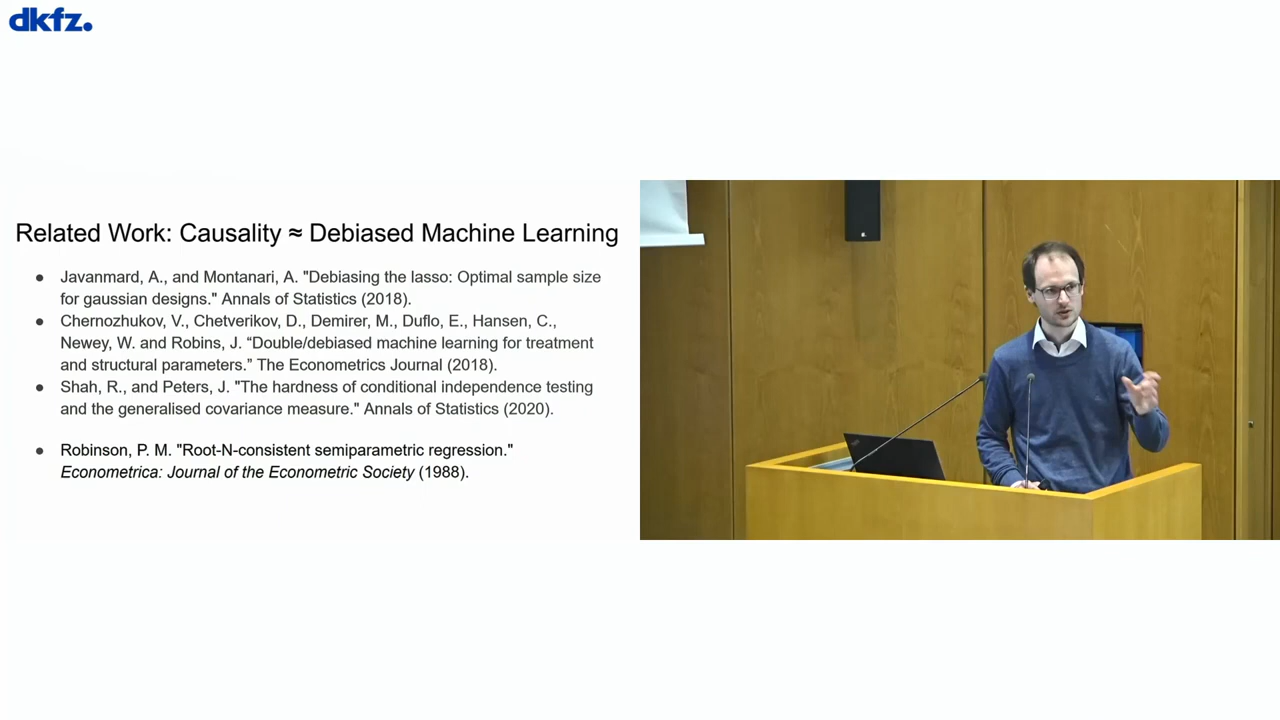 dkfz.
Related Work: Causality ≈ Debiased Machine Learning
● Javanmard, A., and Montanari, A. "Debiasing the lasso: Optimal sample size
for gaussian designs." Annals of Statistics (2018).
● Chernozhukov, V., Chetverikov, D., Demirer, M., Duflo, E., Hansen, C.,
Newey, W. and Robins, J. “Double/debiased machine learning for treatment
and structural parameters.” The Econometrics Journal (2018).
● Shah, R., and Peters, J. "The hardness of conditional independence testing
and the generalised covariance measure." Annals of Statistics (2020).
● Robinson, P. M. "Root-N-consistent semiparametric regression."
Econometrica: Journal of the Econometric Society (1988).